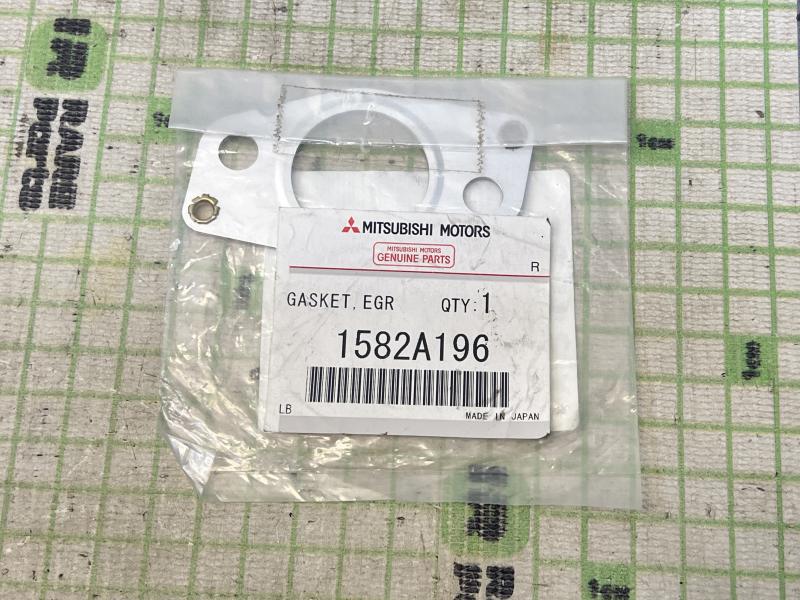 MITSUBISHI MOTORS
MITSUBISHI MOTORS
GENUINE PARTS
R
GASKET, EGR QTY:1
1582A196
LB MADE IN JAPAN